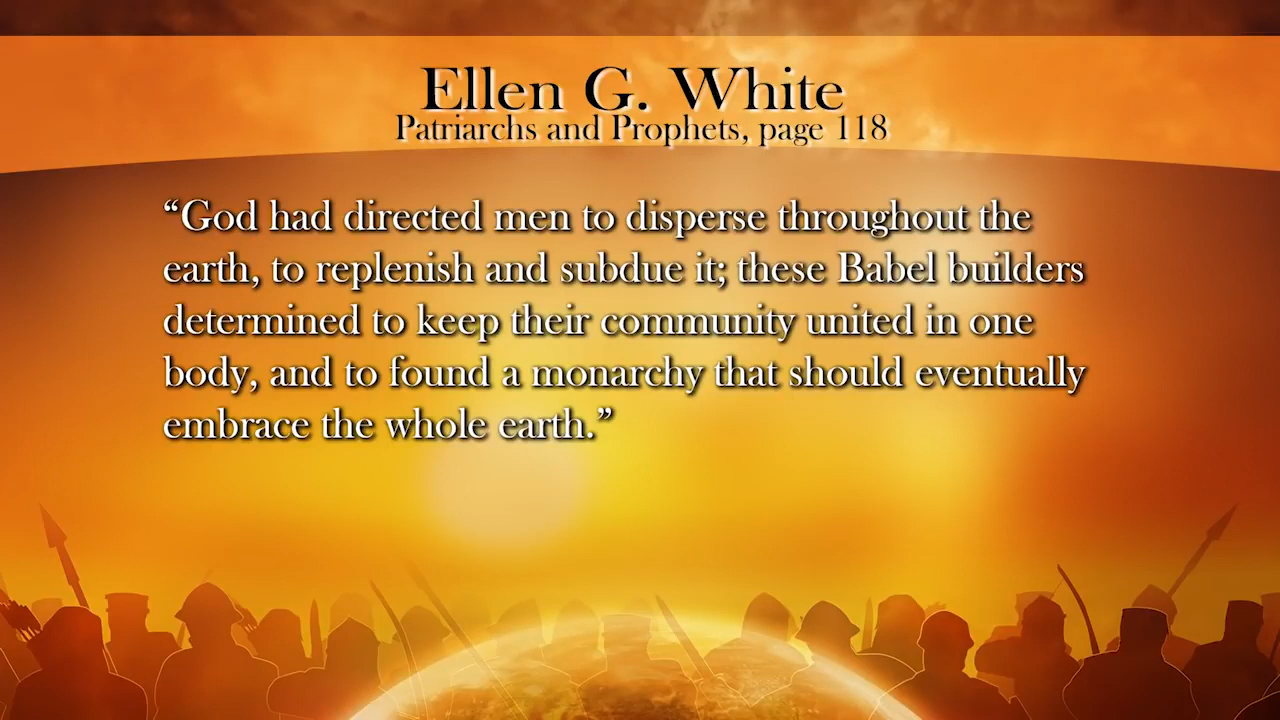 Ellen G. White
Patriarchs and Prophets, page 118
“God had directed men to disperse throughout the
earth, to replenish and subdue it; these Babel builders
determined to keep their community united in one
body, and to found a monarchy that should eventually
embrace the whole earth.”